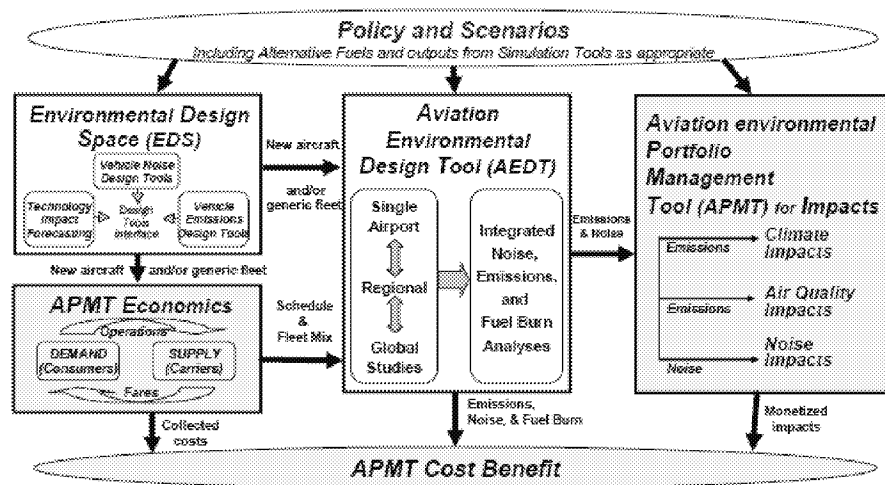 Policy and Scenarios
Including Alternative Fuels and outputs from Simulation Tools as appropriate
Environmental Design
Space (EDS)
Vehicle Noise
Design Tools
Technology
Impact
Forecasting
Design
Tools
Interface
Vehicle
Emissions
Design Tools
New aircraft
and/or
generic fleet
New aircraft
and/or generic fleet
APMT Economics
Operations
DEMAND
(Consumers)
SUPPLY
(Carriers)
Fares
Schedule
&
Fleet Mix
Collected
costs
Aviation
Environmental
Design Tool (AEDT)
Single
Airport
Regional
Global
Studies
Integrated
Noise,
Emissions,
and
Fuel Burn
Analyses
Emissions
& Noise
Emissions,
Noise, & Fuel Burn
Aviation environmental
Portfolio
Management
Tool (APMT) for Impacts
Emissions
Climate
Impacts
Emissions
Air Quality
Impacts
Noise
Noise
Impacts
Monetized
impacts
APMT Cost Benefit